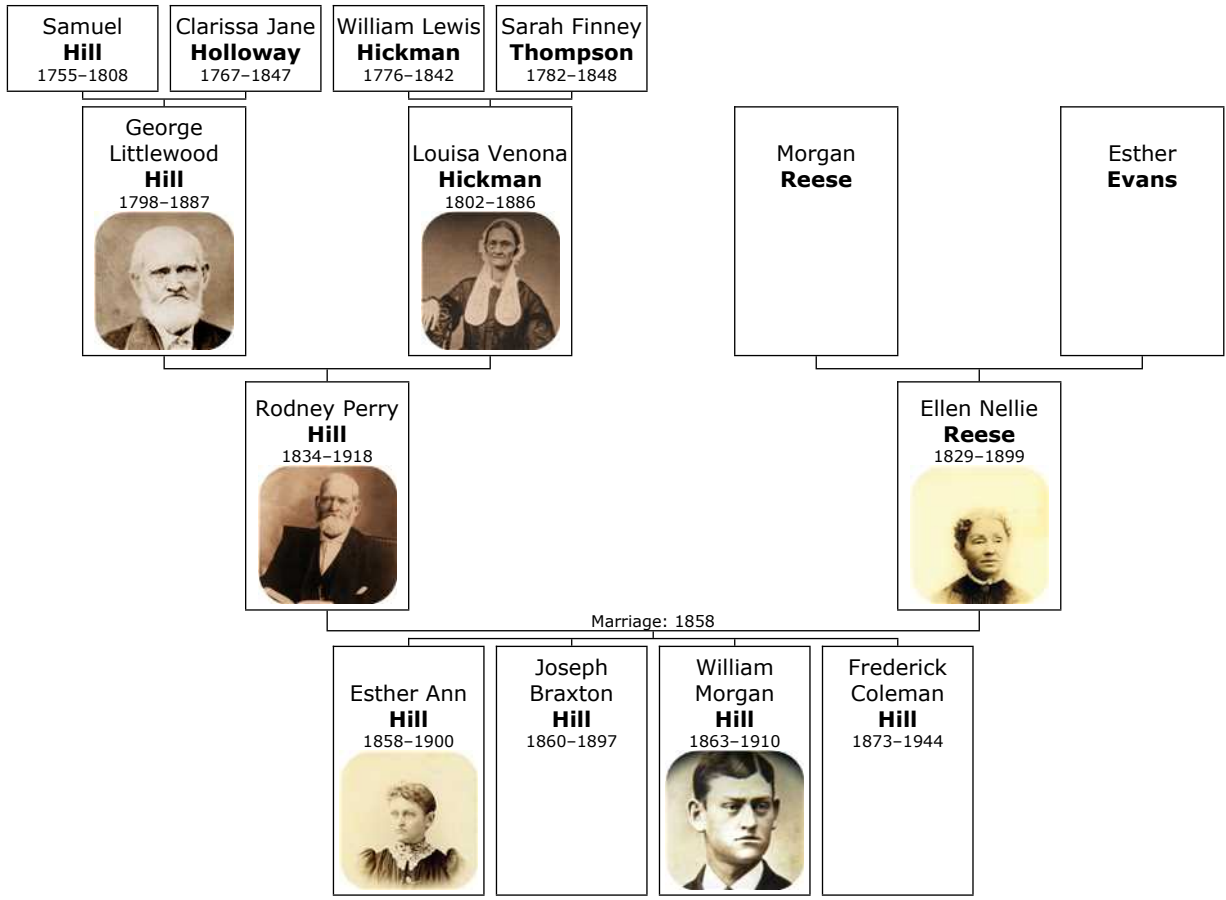 Samuel
Hill
1755–1808
Clarissa Jane
Holloway
1767–1847
William Lewis
Hickman
1776–1842
Sarah Finney
Thompson
1782–1848
George
Littlewood
Hill
1798–1887
Louisa Venona
Hickman
1802–1886
Morgan
Reese
Esther
Evans
Rodney Perry
Hill
1834–1918
Ellen Nellie
Reese
1829–1899
Marriage: 1858
Esther Ann
Hill
1858–1900
Joseph
Braxton
Hill
1860–1897
William
Morgan
Hill
1863–1910
Frederick
Coleman
Hill
1873–1944